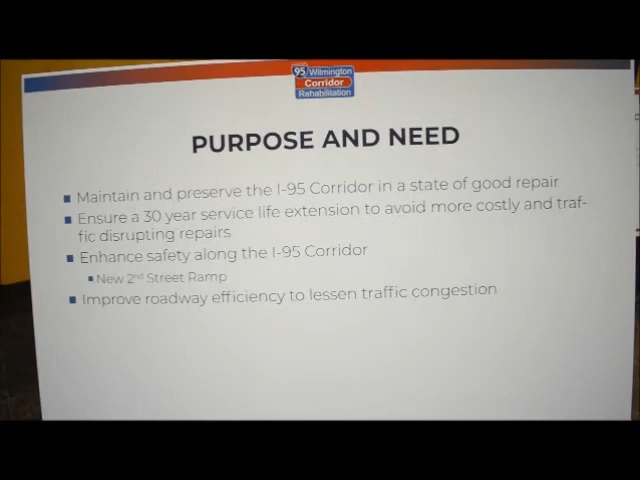 95 Wilmington
Corridor
Rehabilitation
PURPOSE AND NEED
Maintain and preserve the I-95 Corridor in a state of good repair
Ensure a 30 year service life extension to avoid more costly and traf-
fic disrupting repairs
Enhance safety along the I-95 Corridor
New 2nd Street Ramp
Improve roadway efficiency to lessen traffic congestion